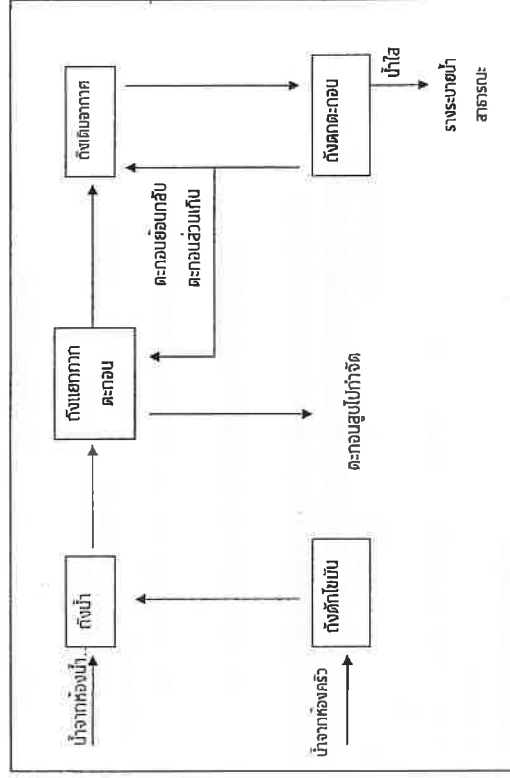 น้ำจากห้องน้ำ...
ถังน้ำ
ถังแยกกาก
ตะกอน
ถังเติมอากาศ
ตะกอนย้อนกลับ
ตะกอนส่วนเกิน
น้ำจากห้องครัว
ถังดักไขมัน
ตะกอนสูบไปกำจัด
ถังตกตะกอน
น้ำใส
รางระบายน้ำ
สาธารณะ